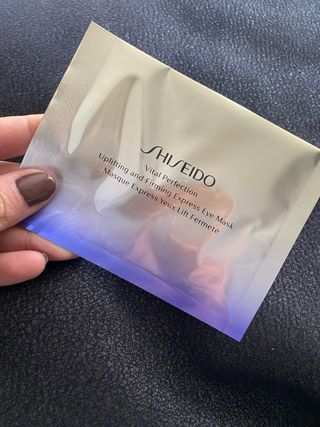 SHISEIDO
Vital Perfection
Uplifting and Firming Express Eye Mask
Masque Express Yeux Lift Fermeté